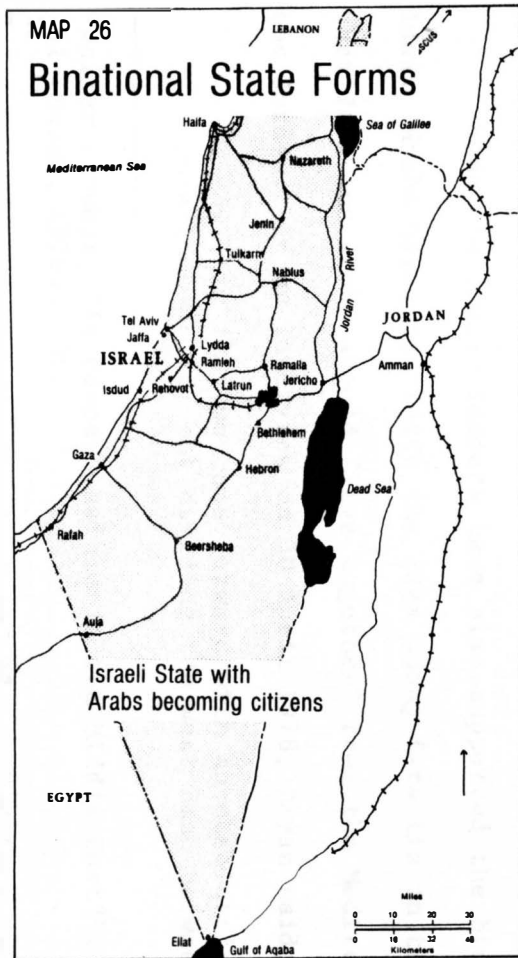 MAP 26
LEBANON
Binational State Forms
Haifa
Sea of Galilee
Nazareth
Mediterranean Sea
Jenin
Tulkarm
Nablus
Jordan River
Tel Aviv
Jaffa
JORDAN
Lydda
ISRAEL
Ramleh
Ramalla
Amman
Jericho
Isdud
Rehovot
Latrun
Bethlehem
Gaza
Hebron
Dead Sea
Rafah
Beersheba
Auja
Israeli State with
Arabs becoming citizens
EGYPT
Miles
0 10 20 30
0 16 32 48
Kilometers
Eilat
Gulf of Aqaba